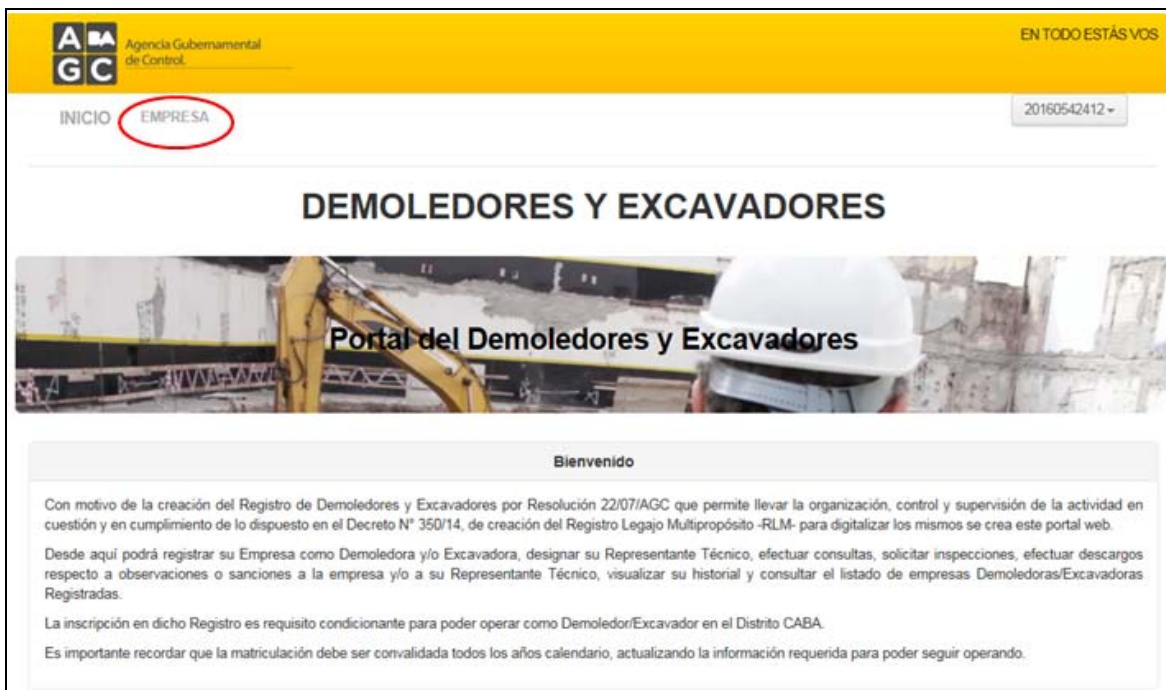 A BA
G C
Agencia Gubernamental
de Control.
EN TODO ESTÁS VOS
INICIO EMPRESA
20160542412
DEMOLEDORES Y EXCAVADORES
Portal del Demoledores y Excavadores
Bienvenido
Con motivo de la creación del Registro de Demoledores y Excavadores por Resolución 22/07/AGC que permite llevar la organización, control y supervisión de la actividad en
cuestión y en cumplimiento de lo dispuesto en el Decreto N° 350/14, de creación del Registro Legajo Multipropósito -RLM- para digitalizar los mismos se crea este portal web.
Desde aquí podrá registrar su Empresa como Demoledora y/o Excavadora, designar su Representante Técnico, efectuar consultas, solicitar inspecciones, efectuar descargos
respecto a observaciones o sanciones a la empresa y/o a su Representante Técnico, visualizar su historial y consultar el listado de empresas Demoledoras/Excavadoras
Registradas.
La inscripción en dicho Registro es requisito condicionante para poder operar como Demoledor/Excavador en el Distrito CABA.
Es importante recordar que la matriculación debe ser convalidada todos los años calendario, actualizando la información requerida para poder seguir operando.